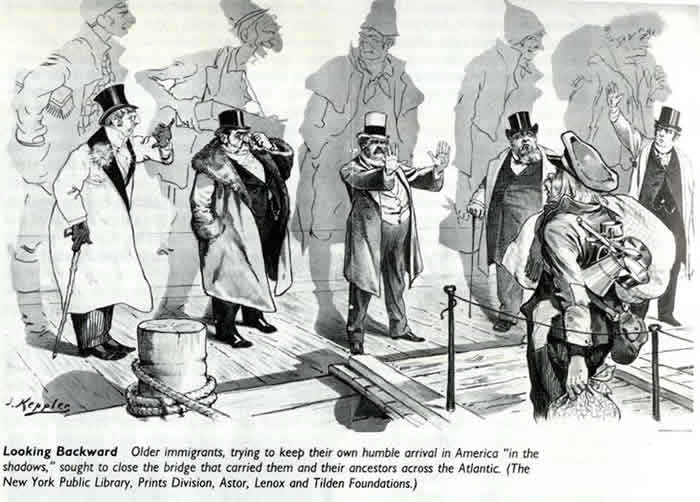 J. Keppler
Looking Backward Older immigrants, trying to keep their own humble arrival in America "in the
shadows," sought to close the bridge that carried them and their ancestors across the Atlantic. (The
New York Public Library, Prints Division, Astor, Lenox and Tilden Foundations.)